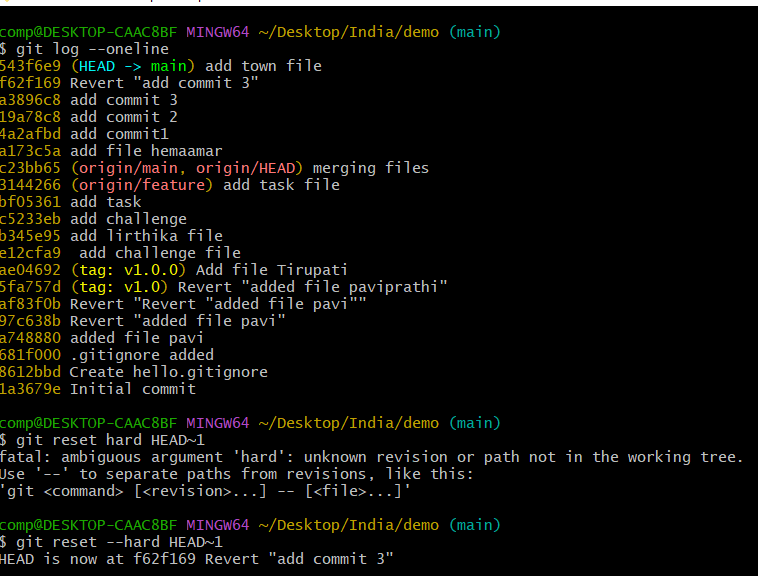 comp@DESKTOP-CAAC8BF MINGW64 ~/Desktop/India/demo (main)
$ git log --oneline
543f6e9 (HEAD -> main) add town file
f62f169 Revert "add commit 3"
a3896c8 add commit 3
19a78c8 add commit 2
4a2afbd add commit1
a173c5a add file hemaamar
c23bb65 (origin/main, origin/HEAD) merging files
3144266 (origin/feature) add task file
bf05361 add task
c5233eb add challenge
b345e95 add lirthika file
e12cfa9  add challenge file
ae04692 (tag: v1.0.0) Add file Tirupati
5fa757d (tag: v1.0) Revert "added file paviprathi"
af83f0b Revert "Revert "added file pavi""
97c638b Revert "added file pavi"
a748880 added file pavi
681f000 .gitignore added
8612bbd Create hello.gitignore
1a3679e Initial commit
comp@DESKTOP-CAAC8BF MINGW64 ~/Desktop/India/demo (main)
$ git reset hard HEAD~1
fatal: ambiguous argument 'hard': unknown revision or path not in the working tree.
Use '--' to separate paths from revisions, like this:
'git <command> [<revision>...] -- [<file>...]'
comp@DESKTOP-CAAC8BF MINGW64 ~/Desktop/India/demo (main)
$ git reset --hard HEAD~1
HEAD is now at f62f169 Revert "add commit 3"